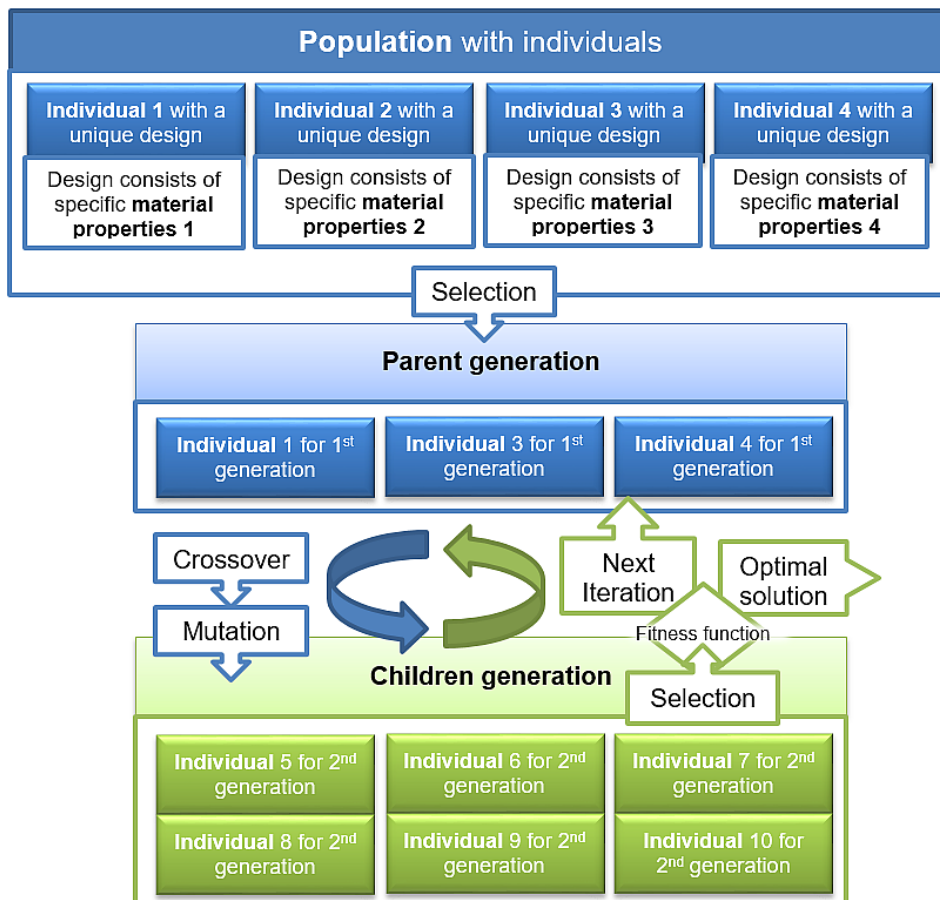 Population with individuals
Individual 1 with a
unique design
Individual 2 with a
unique design
Individual 3 with a
unique design
Individual 4 with a
unique design
Design consists of
specific material
properties 1
Design consists of
specific material
properties 2
Design consists of
specific material
properties 3
Design consists of
specific material
properties 4
Selection
Parent generation
Individual 1 for 1st
generation
Individual 3 for 1st
generation
Individual 4 for 1st
generation
Crossover
Mutation
Next
Iteration
Optimal
solution
Fitness function
Children generation
Selection
Individual 5 for 2nd
generation
Individual 6 for 2nd
generation
Individual 7 for 2nd
generation
Individual 8 for 2nd
generation
Individual 9 for 2nd
generation
Individual 10 for
2nd generation